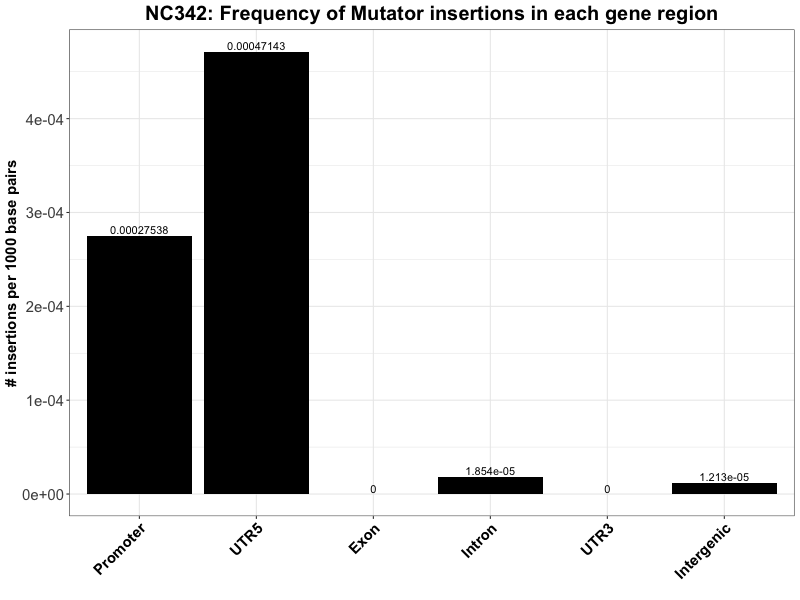 NC342: Frequency of Mutator insertions in each gene region
# insertions per 1000 base pairs
4e-04
3e-04
2e-04
1e-04
0e+00
0.00027538
0.00047143
0
1.854e-05
0
1.213e-05
Promoter
UTR5
Exon
Intron
UTR3
Intergenic